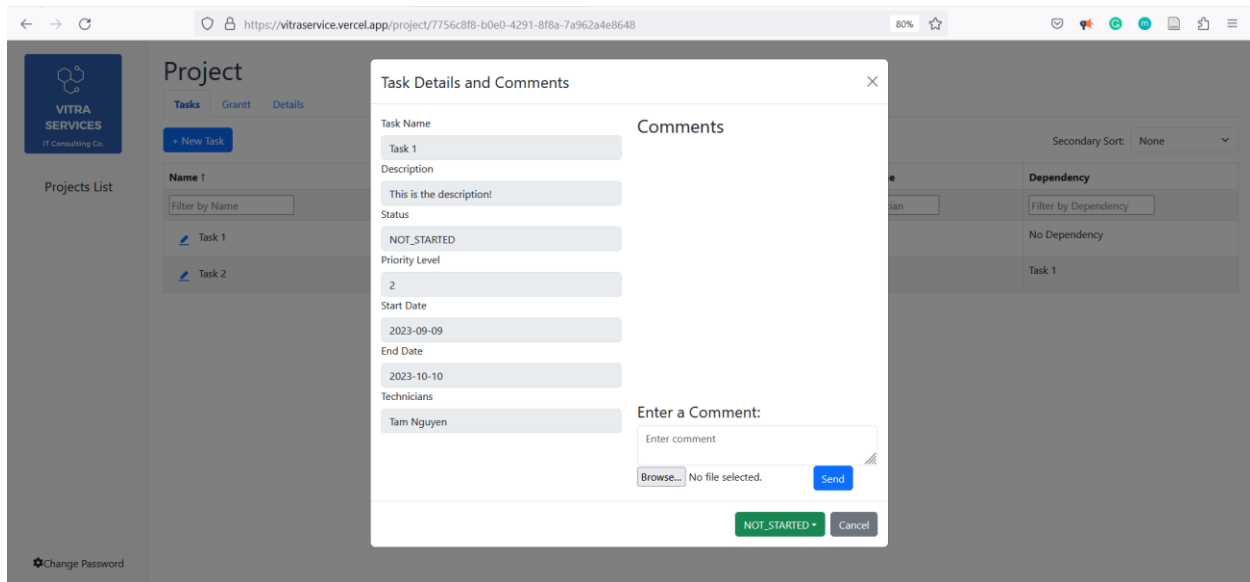 https://vitraservice.vercel.app/project/7756c8f8-b0e0-4291-8f8a-7a962a4e8648
80%
VITRA
SERVICES
IT Consulting Co.
Projects List
Change Password
Project
Tasks Grantt Details
+ New Task
Secondary Sort: None
Name ↑ e Dependency
Filter by Name cian Filter by Dependency
Task 1 No Dependency
Task 2 Task 1
Task Details and Comments
Task Name
Task 1
Description
This is the description!
Status
NOT_STARTED
Priority Level
2
Start Date
2023-09-09
End Date
2023-10-10
Technicians
Tam Nguyen
Comments
Enter a Comment:
Enter comment
Browse... No file selected.
Send
NOT_STARTED
Cancel